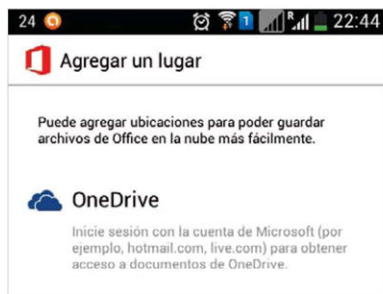 24 1 R 22:44
Agregar un lugar
Puede agregar ubicaciones para poder guardar
archivos de Office en la nube más fácilmente.
OneDrive
Inicie sesión con la cuenta de Microsoft (por
ejemplo, hotmail.com, live.com) para obtener
acceso a documentos de OneDrive.